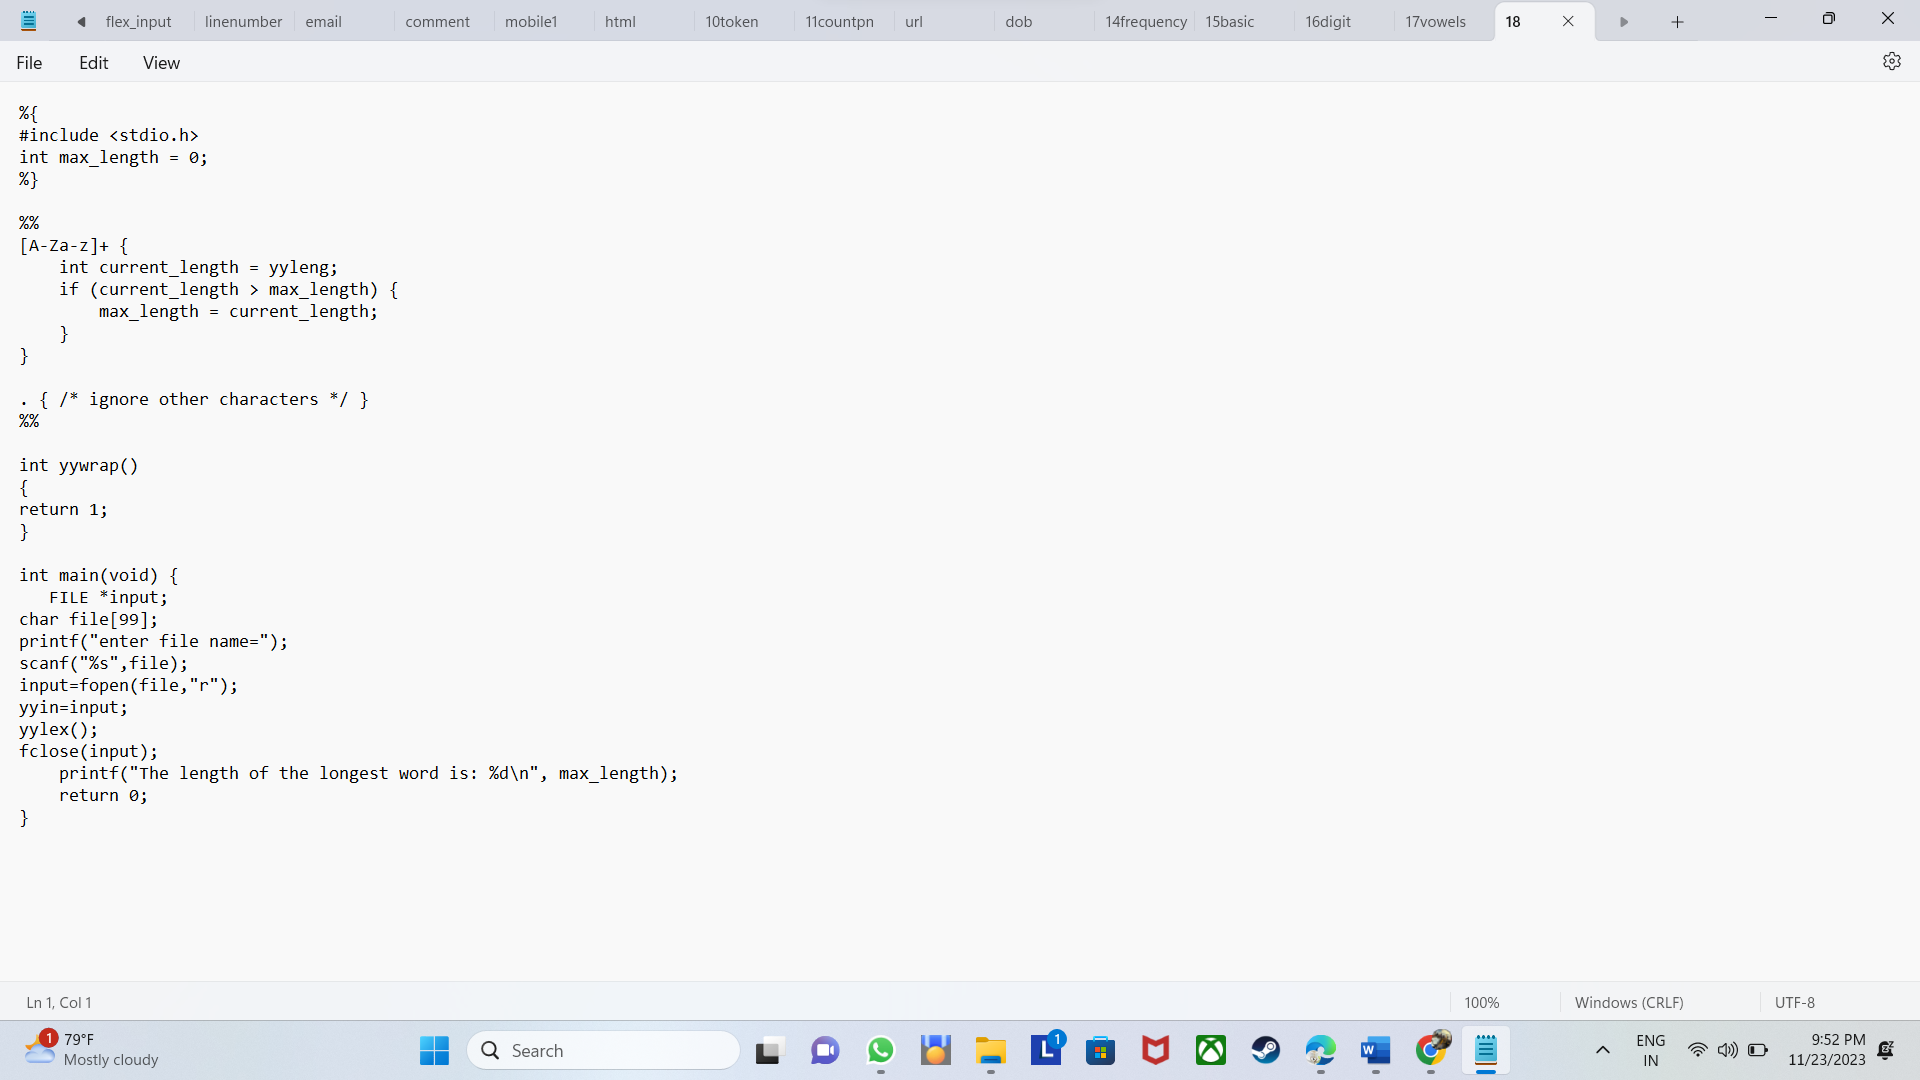 flex_input linenumber email comment mobile1 html 10token 11countpn url dob 14frequency 15basic 16digit 17vowels 18
File Edit View
%{
#include <stdio.h>
int max_length = 0;
%}

%%
[A-Za-z]+ {
    int current_length = yyleng;
    if (current_length > max_length) {
        max_length = current_length;
    }
}

. { /* ignore other characters */ }
%%

int yywrap()
{
return 1;
}

int main(void) {
   FILE *input;
char file[99];
printf("enter file name=");
scanf("%s",file);
input=fopen(file,"r");
yyin=input;
yylex();
fclose(input);
    printf("The length of the longest word is: %d\n", max_length);
    return 0;
}
Ln 1, Col 1 100% Windows (CRLF) UTF-8
1 79°F
Mostly cloudy
Search
L 1
W
ENG
IN
9:52 PM
11/23/2023